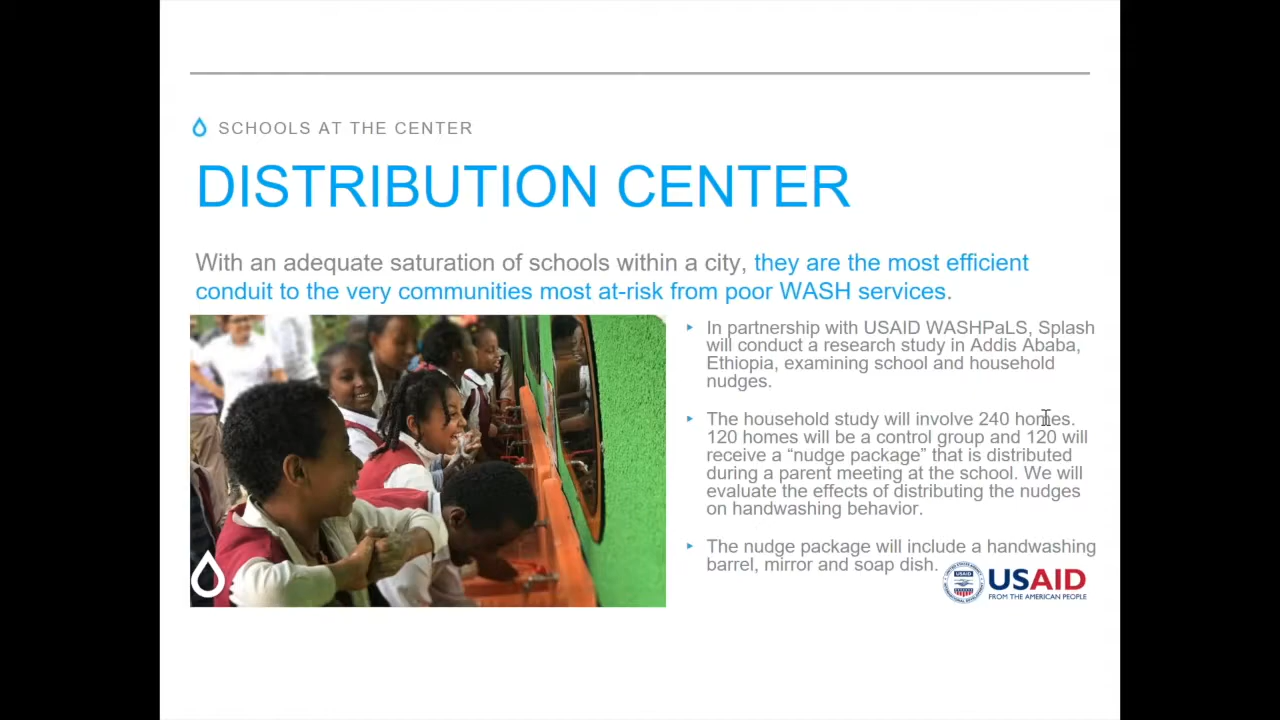 SCHOOLS AT THE CENTER
DISTRIBUTION CENTER
With an adequate saturation of schools within a city, they are the most efficient
conduit to the very communities most at-risk from poor WASH services.
In partnership with USAID WASHPaLS, Splash
will conduct a research study in Addis Ababa,
Ethiopia, examining school and household
nudges.
The household study will involve 240 homes.
120 homes will be a control group and 120 will
receive a “nudge package” that is distributed
during a parent meeting at the school. We will
evaluate the effects of distributing the nudges
on handwashing behavior.
The nudge package will include a handwashing
barrel, mirror and soap dish.
USAID
FROM THE AMERICAN PEOPLE